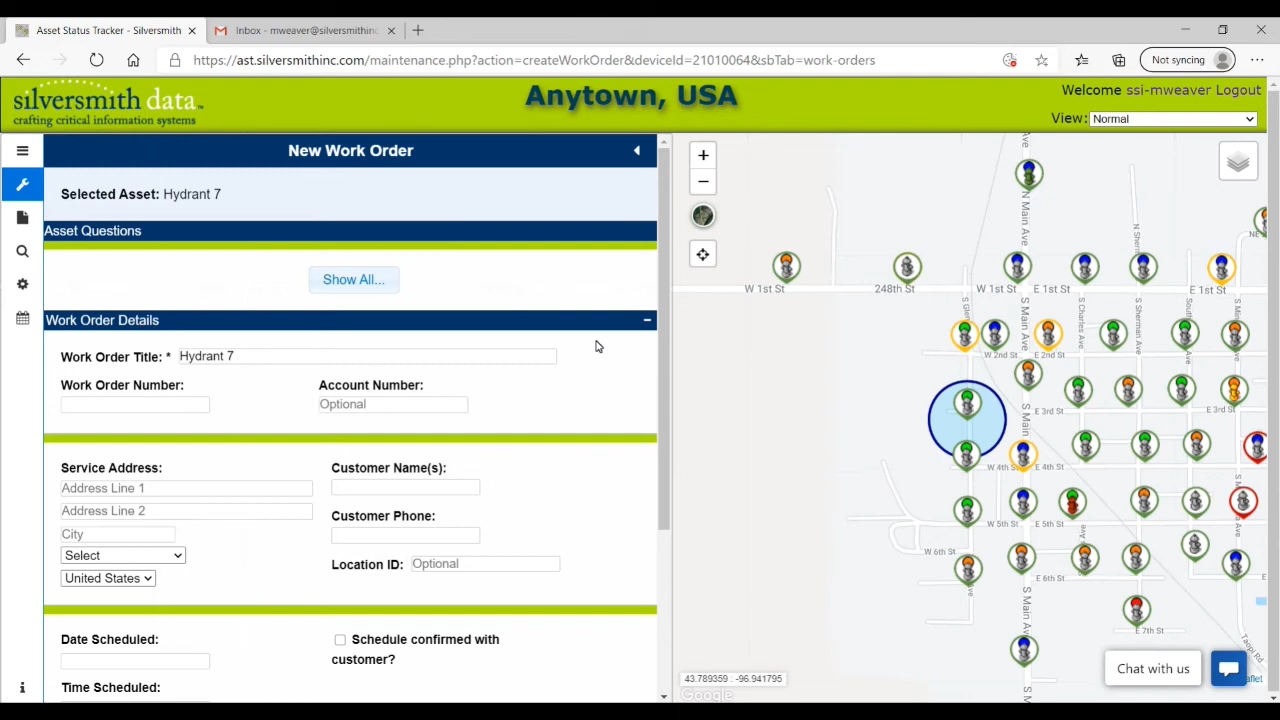 Asset Status Tracker - Silversmith
Inbox - mweaver@silversmithinc
https://ast.silversmithinc.com/maintenance.php?action=createWorkOrder&deviceId=21010064&sbTab=work-orders
Not syncing
silversmith data
crafting critical information systems
Anytown, USA
Welcome ssi-mweaver Logout
View: Normal
New Work Order
Selected Asset: Hydrant 7
Asset Questions
Show All...
Work Order Details
Work Order Title: * Hydrant 7
Work Order Number:
Account Number:
Optional
Service Address:
Customer Name(s):
Address Line 1
Address Line 2
Customer Phone:
City
Select
Location ID: Optional
United States
Date Scheduled:
Schedule confirmed with
customer?
Time Scheduled:
N Main Ave
W 1st St
248th St
W 1st St
E 1st St
E 1st St
W 2nd St
E 2nd St
S Main Ave
S Charles Ave
S Sherman Ave
E 3rd St
E 3rd St
S Main
W 4th St
E 4th St
W 5th St
E 5th St
W 6th St
E 6th St
S Main Ave
E 7th St
Taopi Rd
43.789359 : -96.941795
Google
Chat with us